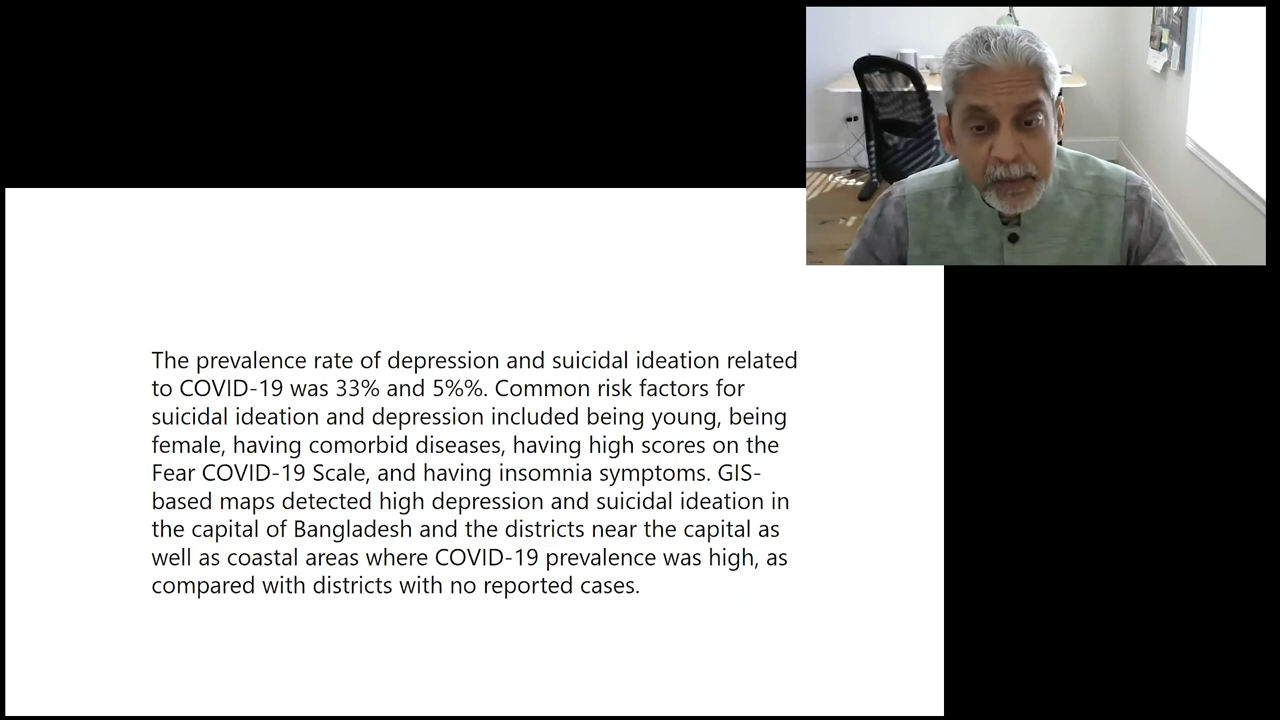 The prevalence rate of depression and suicidal ideation related
to COVID-19 was 33% and 5%%. Common risk factors for
suicidal ideation and depression included being young, being
female, having comorbid diseases, having high scores on the
Fear COVID-19 Scale, and having insomnia symptoms. GIS-
based maps detected high depression and suicidal ideation in
the capital of Bangladesh and the districts near the capital as
well as coastal areas where COVID-19 prevalence was high, as
compared with districts with no reported cases.